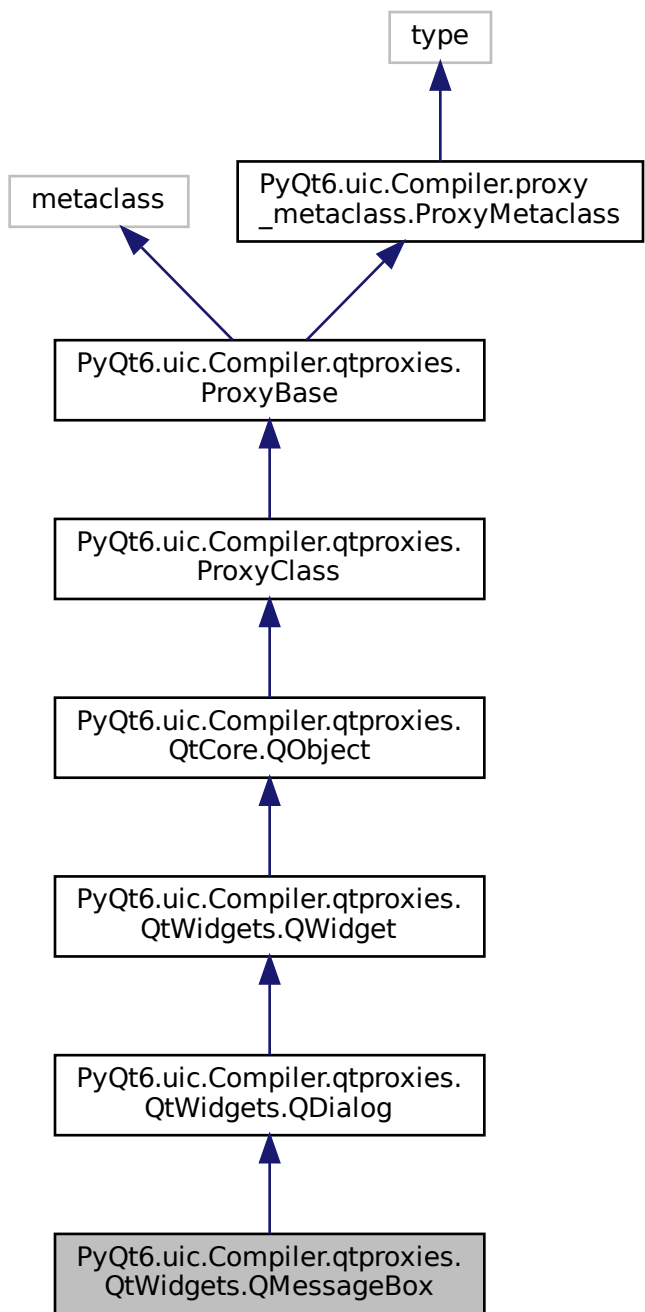 type
metaclass
PyQt6.uic.Compiler.proxy
_metaclass.ProxyMetaclass
PyQt6.uic.Compiler.qtproxies.
ProxyBase
PyQt6.uic.Compiler.qtproxies.
ProxyClass
PyQt6.uic.Compiler.qtproxies.
QtCore.QObject
PyQt6.uic.Compiler.qtproxies.
QtWidgets.QWidget
PyQt6.uic.Compiler.qtproxies.
QtWidgets.QDialog
PyQt6.uic.Compiler.qtproxies.
QtWidgets.QMessageBox